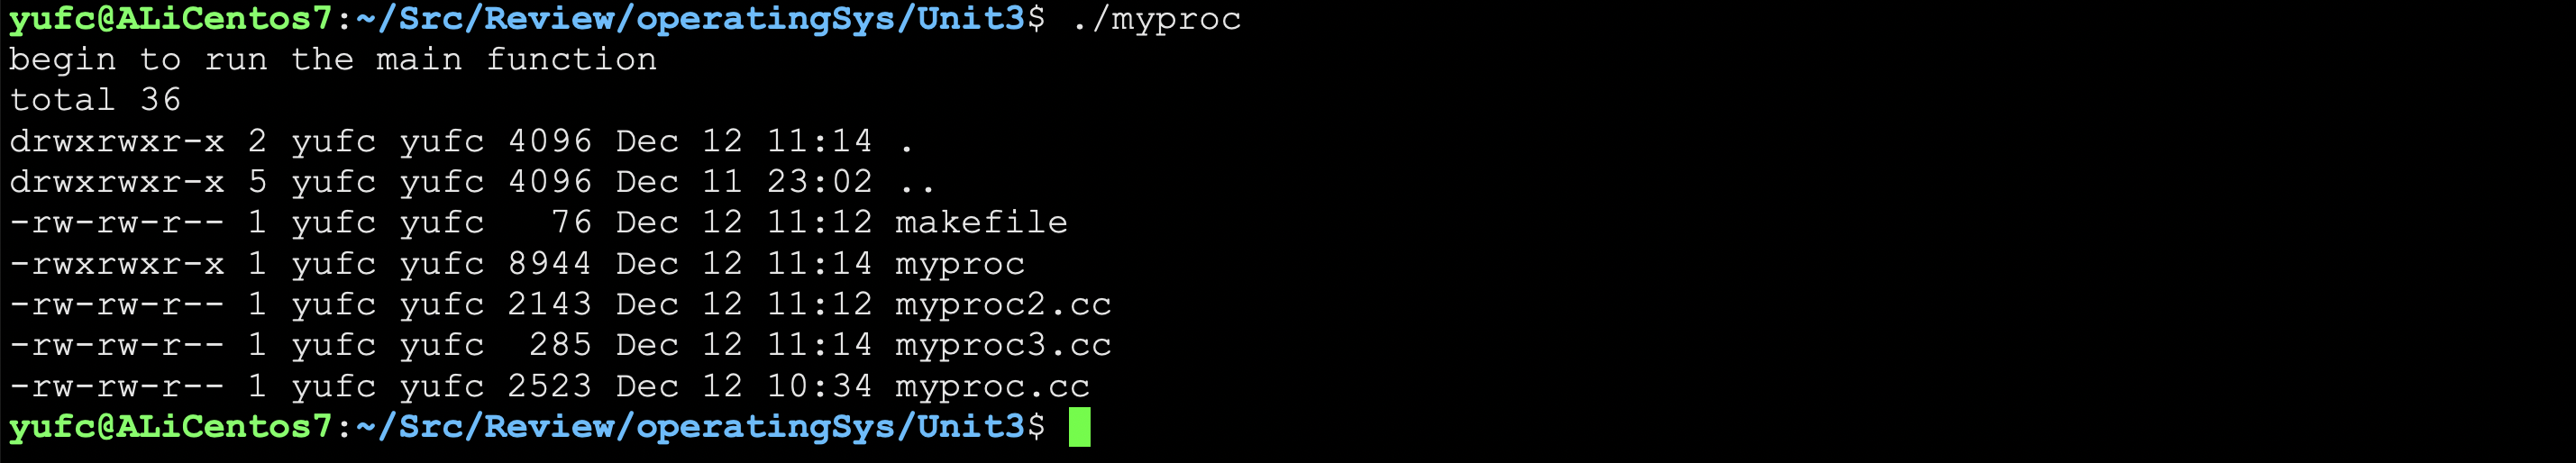 yufc@ALiCentos7:~/Src/Review/operatingSys/Unit3$ ./myproc
begin to run the main function
total 36
drwxrwxr-x 2 yufc yufc 4096 Dec 12 11:14 .
drwxrwxr-x 5 yufc yufc 4096 Dec 11 23:02 ..
-rw-rw-r-- 1 yufc yufc   76 Dec 12 11:12 makefile
-rwxrwxr-x 1 yufc yufc 8944 Dec 12 11:14 myproc
-rw-rw-r-- 1 yufc yufc 2143 Dec 12 11:12 myproc2.cc
-rw-rw-r-- 1 yufc yufc  285 Dec 12 11:14 myproc3.cc
-rw-rw-r-- 1 yufc yufc 2523 Dec 12 10:34 myproc.cc
yufc@ALiCentos7:~/Src/Review/operatingSys/Unit3$